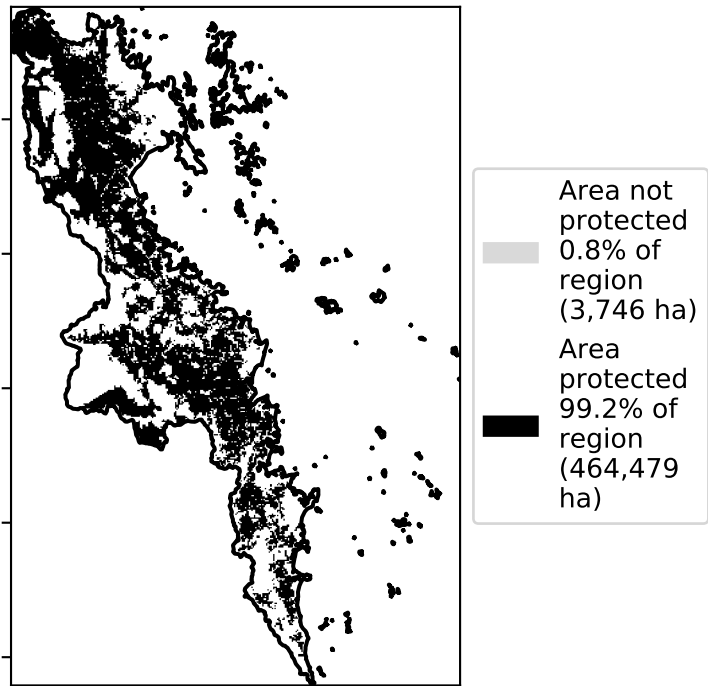 Area not
protected
0.8% of
region
(3,746 ha)
Area
protected
99.2% of
region
(464,479
ha)